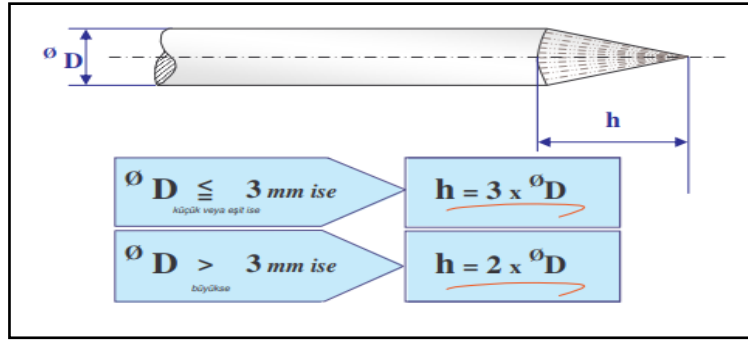 Ø D
h
Ø D ≦ 3 mm ise
küçük veya eşit ise
h = 3 x ØD
Ø D > 3 mm ise
büyükse
h = 2 x ØD